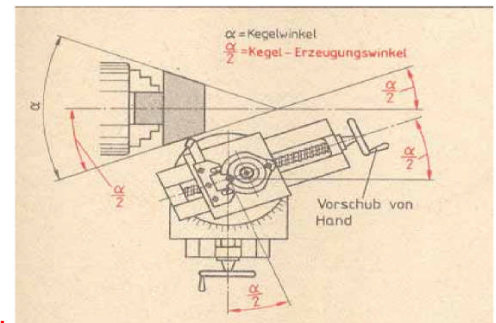 α = Kegelwinkel
α/2 = Kegel-Erzeugungswinkel
α
α/2
α/2
α/2
Vorschub von
Hand
α/2